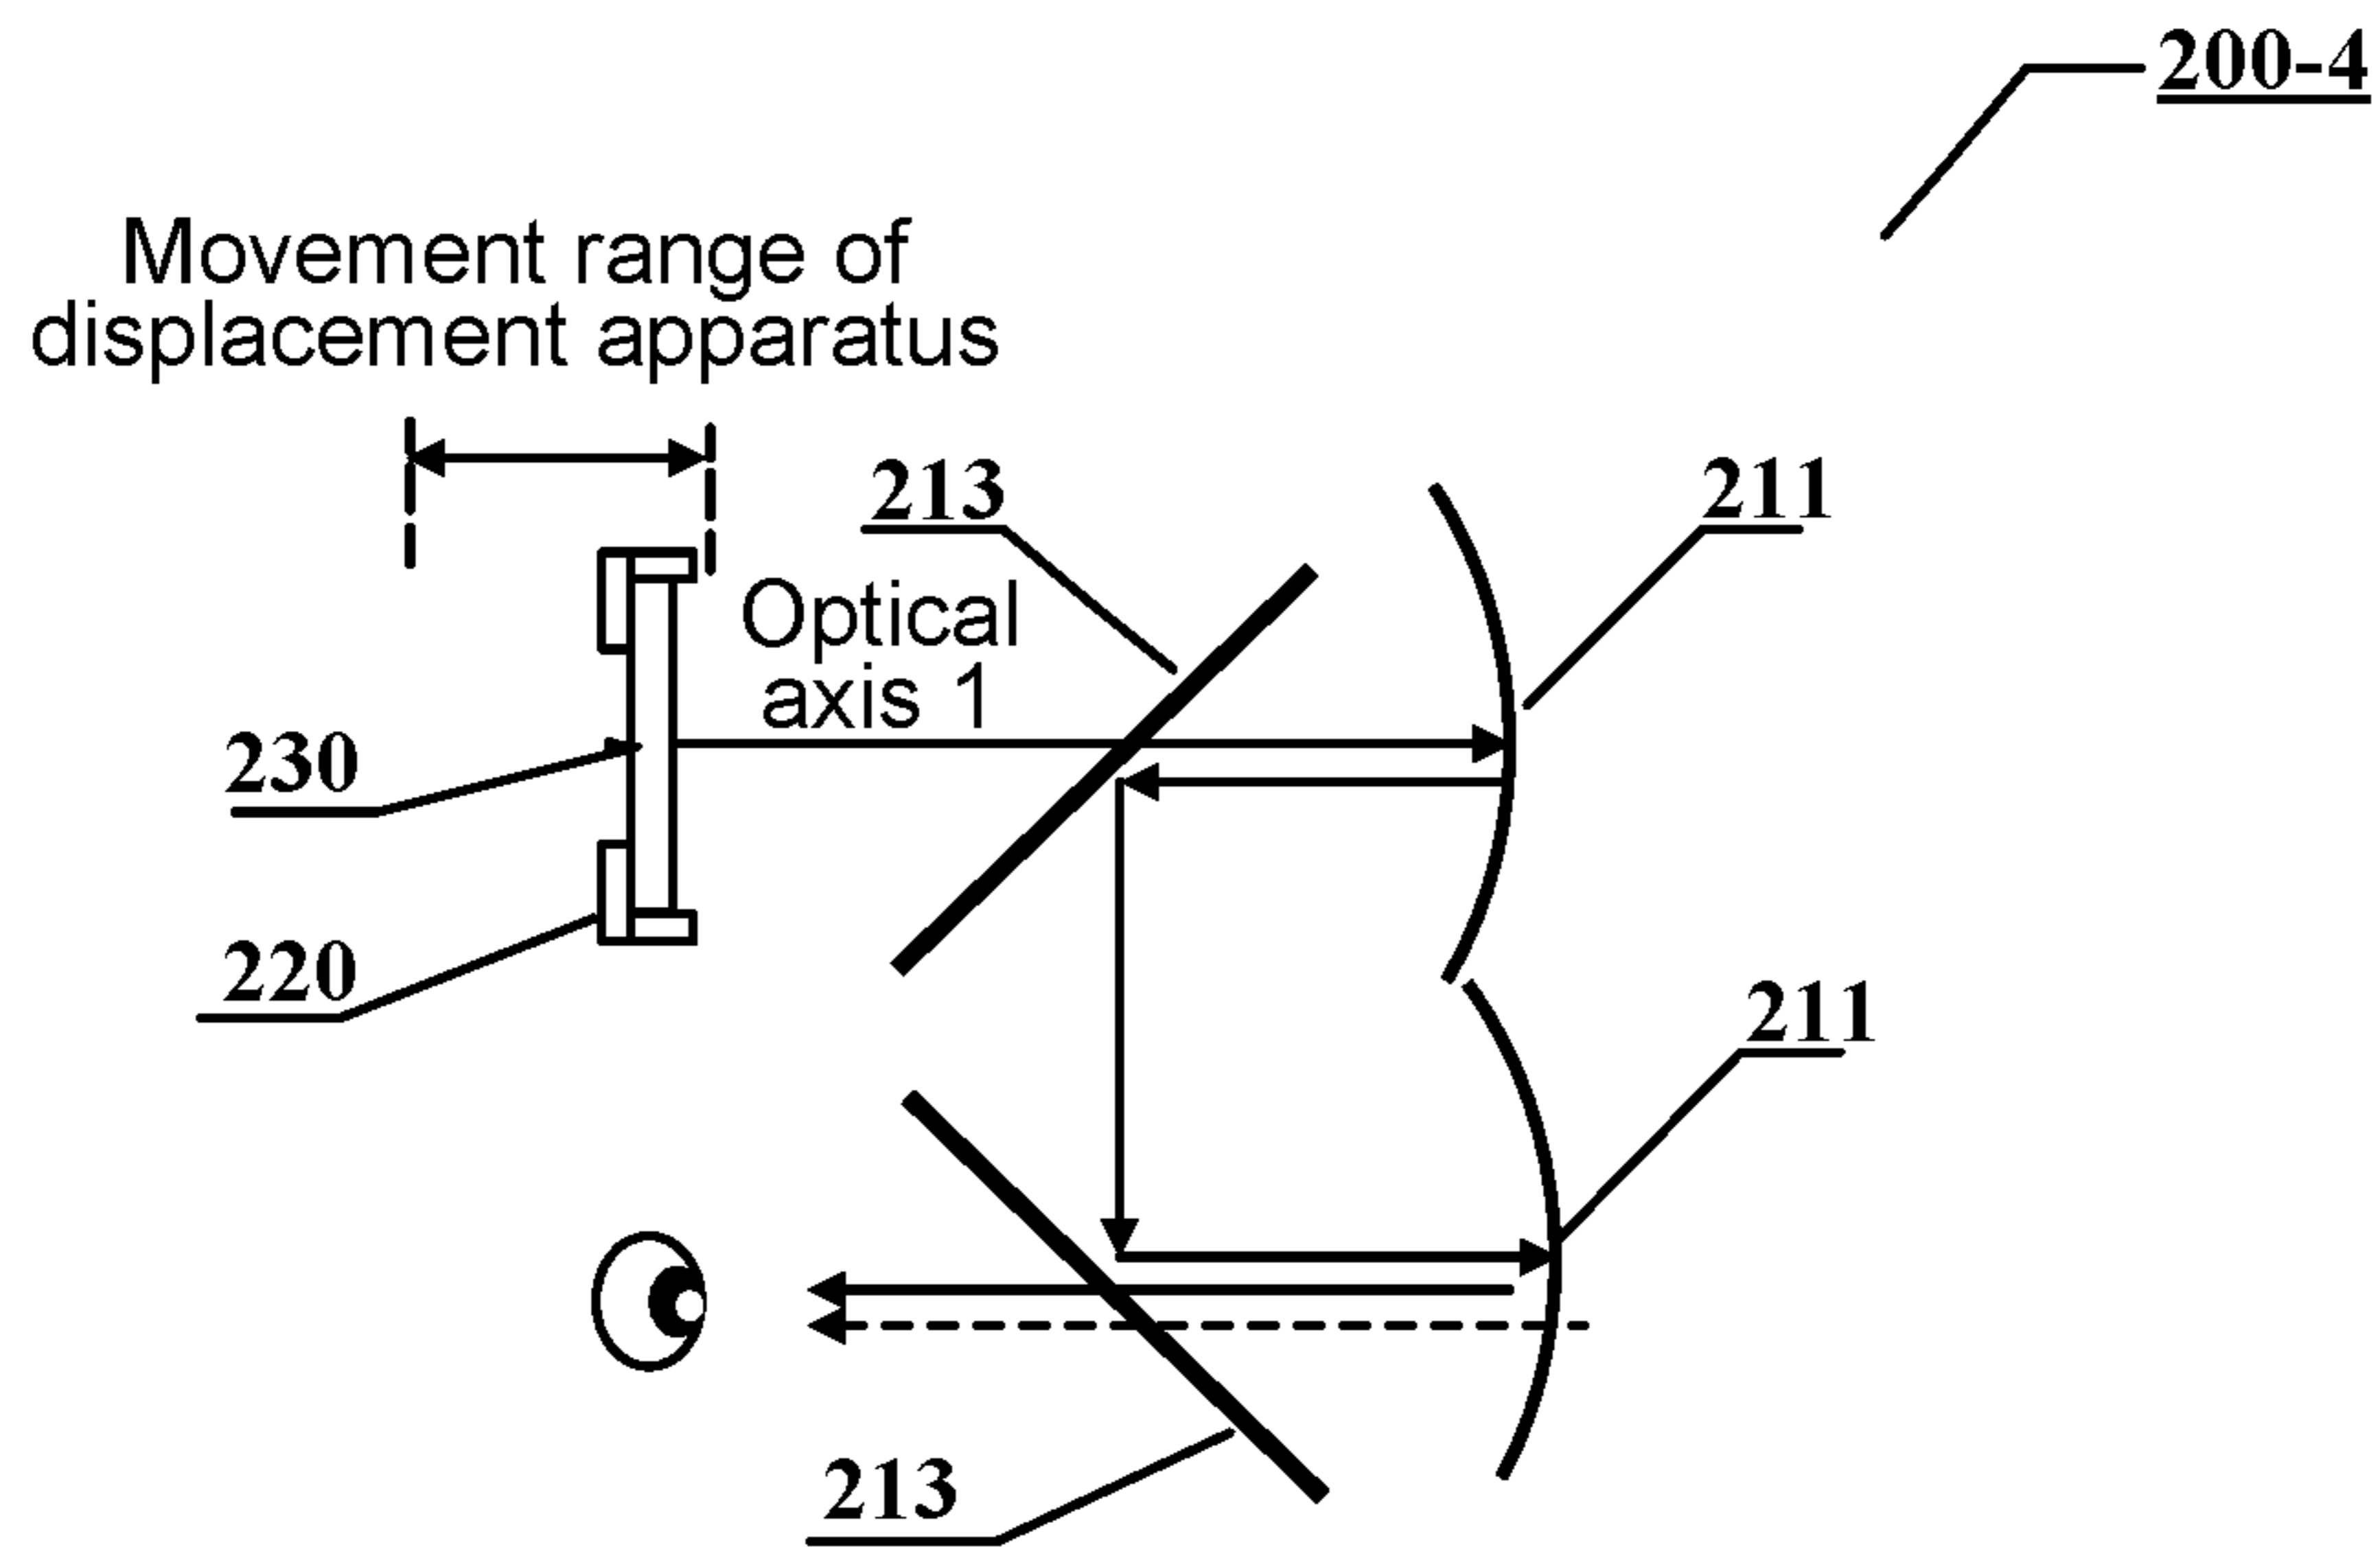 200-4
Movement range of
displacement apparatus
213
211
Optical
axis 1
230
220
211
213